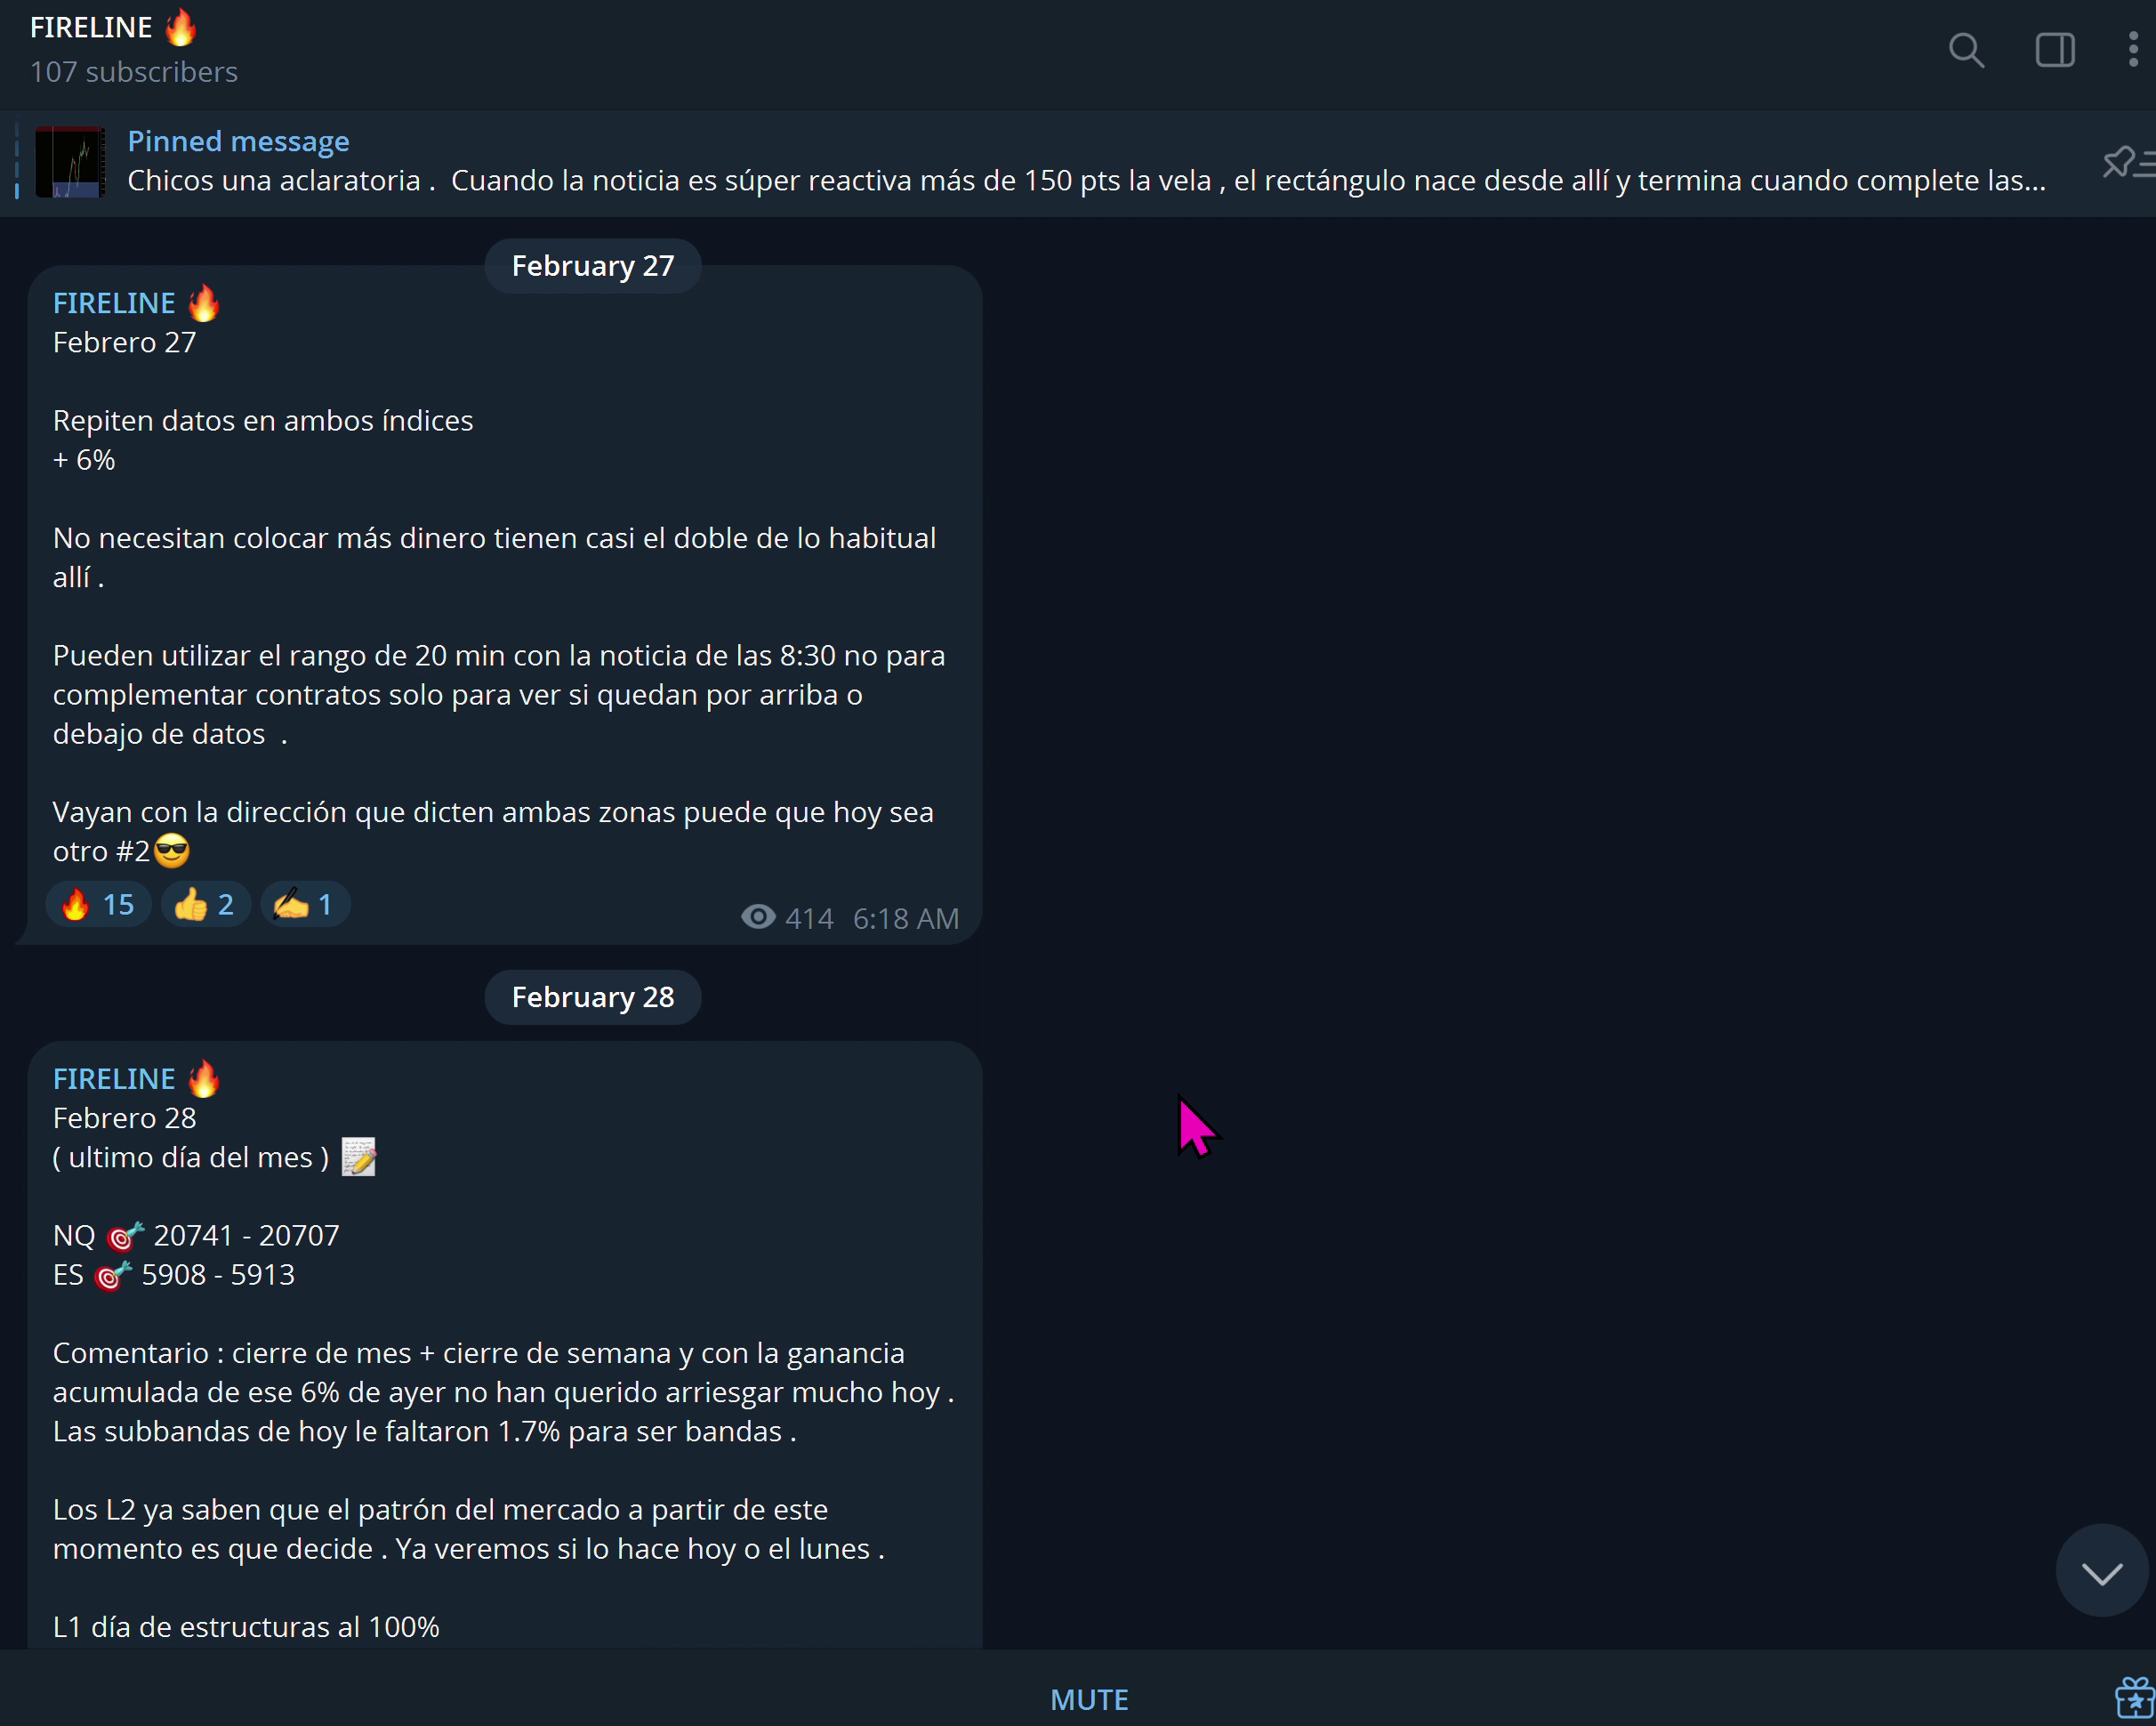 FIRELINE 🔥
107 subscribers
Pinned message
Chicos una aclaratoria .  Cuando la noticia es súper reactiva más de 150 pts la vela , el rectángulo nace desde allí y termina cuando complete las...
February 27
FIRELINE 🔥
Febrero 27
Repiten datos en ambos índices
+ 6%
No necesitan colocar más dinero tienen casi el doble de lo habitual
allí .
Pueden utilizar el rango de 20 min con la noticia de las 8:30 no para
complementar contratos solo para ver si quedan por arriba o
debajo de datos  .
Vayan con la dirección que dicten ambas zonas puede que hoy sea
otro #2😎
🔥 15 👍 2 ✍️ 1
414 6:18 AM
February 28
FIRELINE 🔥
Febrero 28
( ultimo día del mes ) 📝
NQ 🎯 20741 - 20707
ES 🎯 5908 - 5913
Comentario : cierre de mes + cierre de semana y con la ganancia
acumulada de ese 6% de ayer no han querido arriesgar mucho hoy .
Las subbandas de hoy le faltaron 1.7% para ser bandas .
Los L2 ya saben que el patrón del mercado a partir de este
momento es que decide . Ya veremos si lo hace hoy o el lunes .
L1 día de estructuras al 100%
MUTE